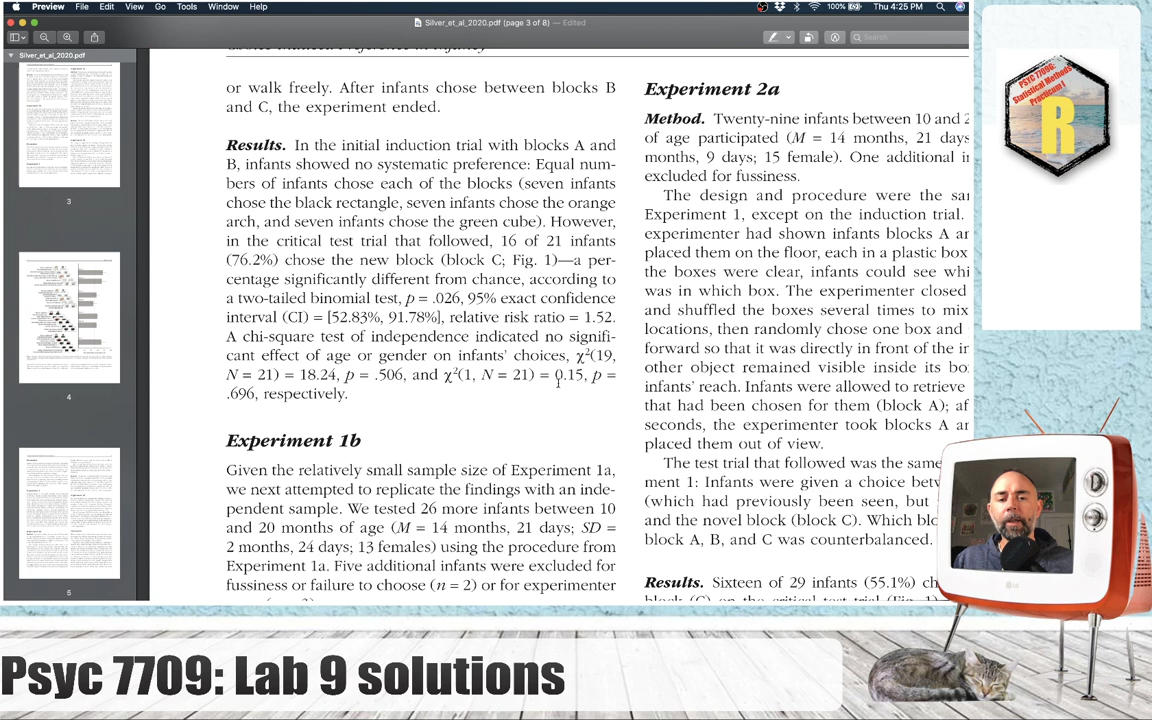 Preview File Edit View Go Tools Window Help
100% Thu 4:25 PM
Silver_et_al_2020.pdf (page 3 of 8) — Edited
Search
Silver_et_al_2020.pdf
3
4
5
or walk freely. After infants chose between blocks B
and C, the experiment ended.
Results. In the initial induction trial with blocks A and
B, infants showed no systematic preference: Equal num-
bers of infants chose each of the blocks (seven infants
chose the black rectangle, seven infants chose the orange
arch, and seven infants chose the green cube). However,
in the critical test trial that followed, 16 of 21 infants
(76.2%) chose the new block (block C; Fig. 1)—a per-
centage significantly different from chance, according to
a two-tailed binomial test, p = .026, 95% exact confidence
interval (CI) = [52.83%, 91.78%], relative risk ratio = 1.52.
A chi-square test of independence indicated no signifi-
cant effect of age or gender on infants' choices, χ²(19,
N = 21) = 18.24, p = .506, and χ²(1, N = 21) = 0.15, p =
.696, respectively.
Experiment 1b
Given the relatively small sample size of Experiment 1a,
we next attempted to replicate the findings with an inde-
pendent sample. We tested 26 more infants between 10
and 20 months of age (M = 14 months, 21 days; SD =
2 months, 24 days; 13 females) using the procedure from
Experiment 1a. Five additional infants were excluded for
fussiness or failure to choose (n = 2) or for experimenter
Experiment 2a
Method. Twenty-nine infants between 10 and 2
of age participated (M = 14 months, 21 days
months, 9 days; 15 female). One additional in
excluded for fussiness.
The design and procedure were the sa
Experiment 1, except on the induction trial.
experimenter had shown infants blocks A an
placed them on the floor, each in a plastic box
the boxes were clear, infants could see whi
was in which box. The experimenter closed
and shuffled the boxes several times to mix
locations, then randomly chose one box and
forward so that it was directly in front of the in
other object remained visible inside its bo
infants' reach. Infants were allowed to retrieve
that had been chosen for them (block A); af
seconds, the experimenter took blocks A an
placed them out of view.
The test trial that followed was the same
ment 1: Infants were given a choice betw
(which had previously been seen, but
and the novel block (block C). Which blo
block A, B, and C was counterbalanced.
Results. Sixteen of 29 infants (55.1%) ch
PSYC 7709G:
Statistical Methods
Practicum I
R
LG
Psyc 7709: Lab 9 solutions